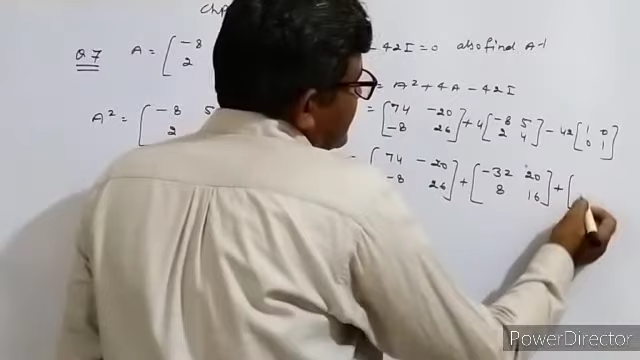 Q7 A = [ -8 - 42I = 0 also find A-1
2
= A² + 4A - 42I
A² = [ -8 5 = [ 74 -20 ] + 4 [ -8 5 ] - 42 [ 1 0 ]
2 -8 26 2 4 0 1
[ 74 -20 ] + [ -32 20 ] + [
-8 26 8 16
PowerDirector